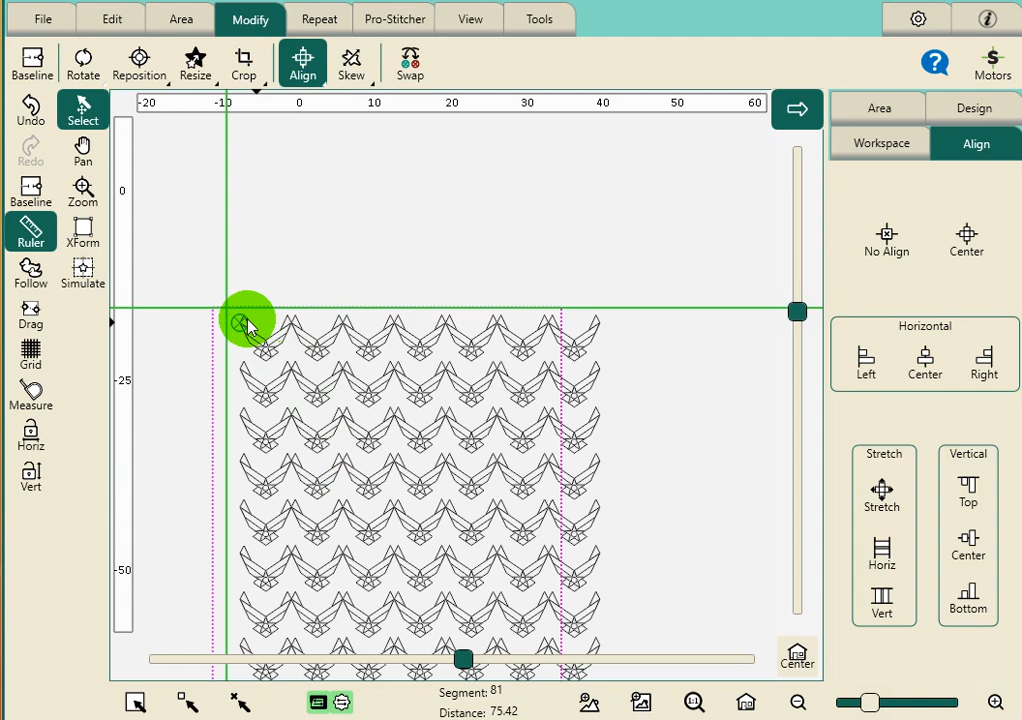 File Edit Area Modify Repeat Pro-Stitcher View Tools
Baseline Rotate Reposition Resize Crop Align Skew Swap Motors
Undo Select
Redo Pan
Baseline Zoom
Ruler XForm
Follow Simulate
Drag
Grid
Measure
Horiz
Vert
-20 -10 0 10 20 30 40 50 60
0
-25
-50
Center
Area Design
Workspace Align
No Align Center
Horizontal
Left Center Right
Stretch Vertical
Stretch Top
Horiz Center
Vert Bottom
Segment: 81
Distance: 75.42
1:1